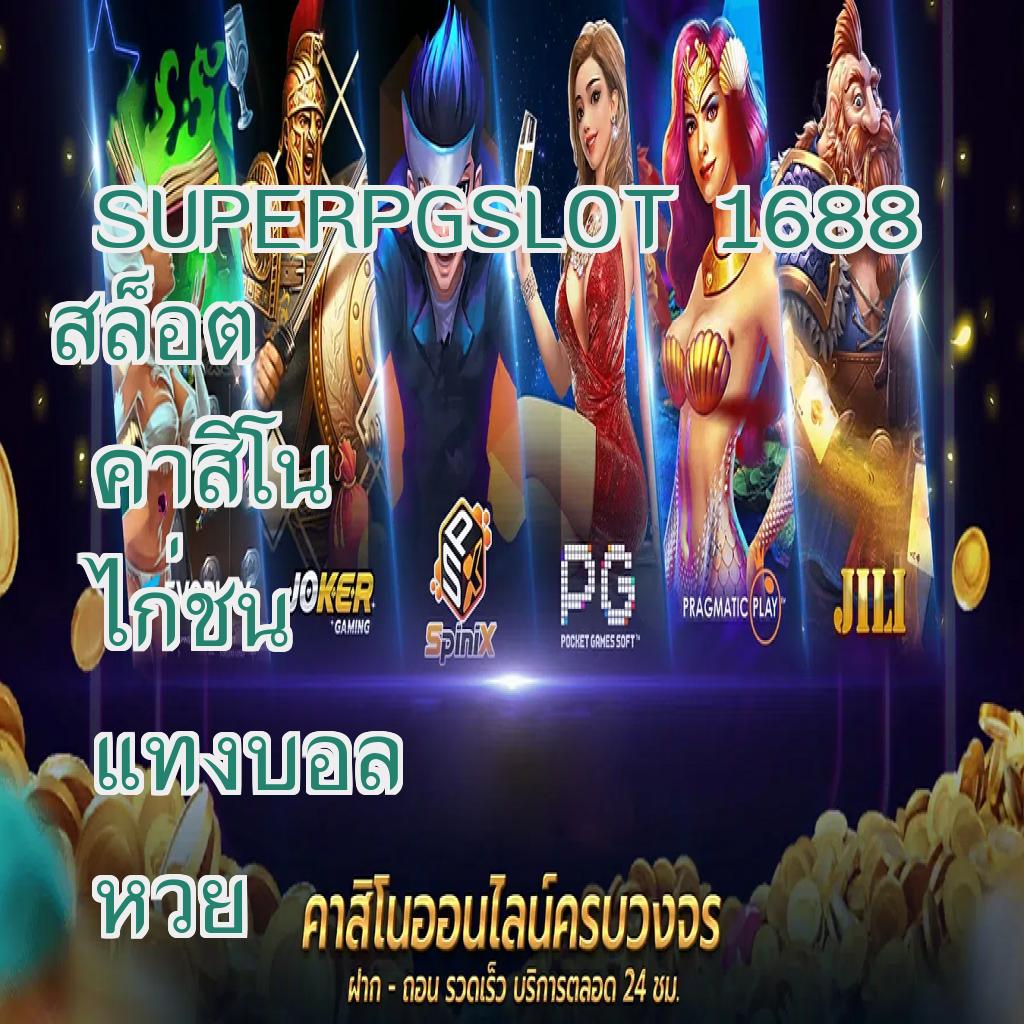 SUPERPGSLOT 1688
สล็อต
คาสิโน
ไก่ชน
JOKER
GAMING
SpiniX
PG
POCKET GAMES SOFT™
PRAGMATIC PLAY™
JILI
แทงบอล
หวย
คาสิโนออนไลน์ครบวงจร
ฝาก - ถอน รวดเร็ว บริการตลอด 24 ชม.